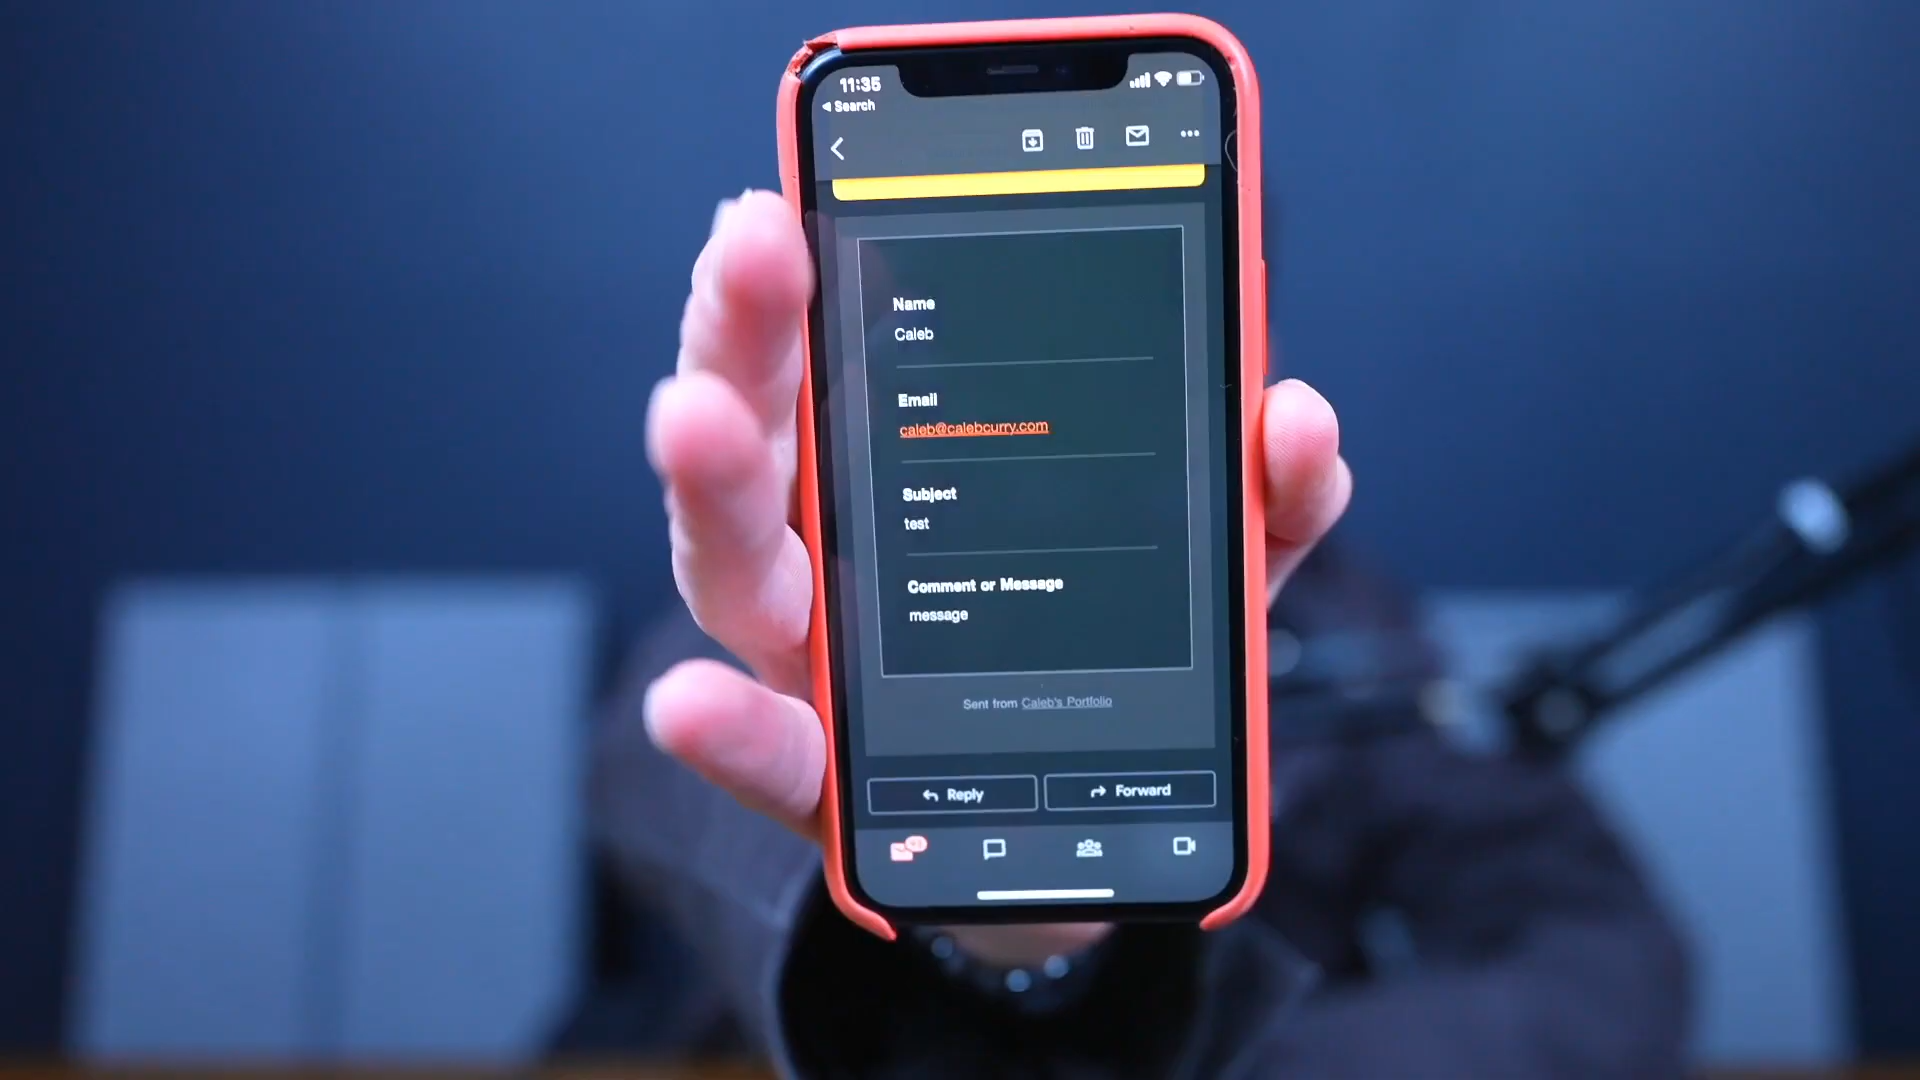 11:35
Search
Name
Caleb
Email
caleb@calebcurry.com
Subject
test
Comment or Message
message
Sent from Caleb's Portfolio
Reply
Forward